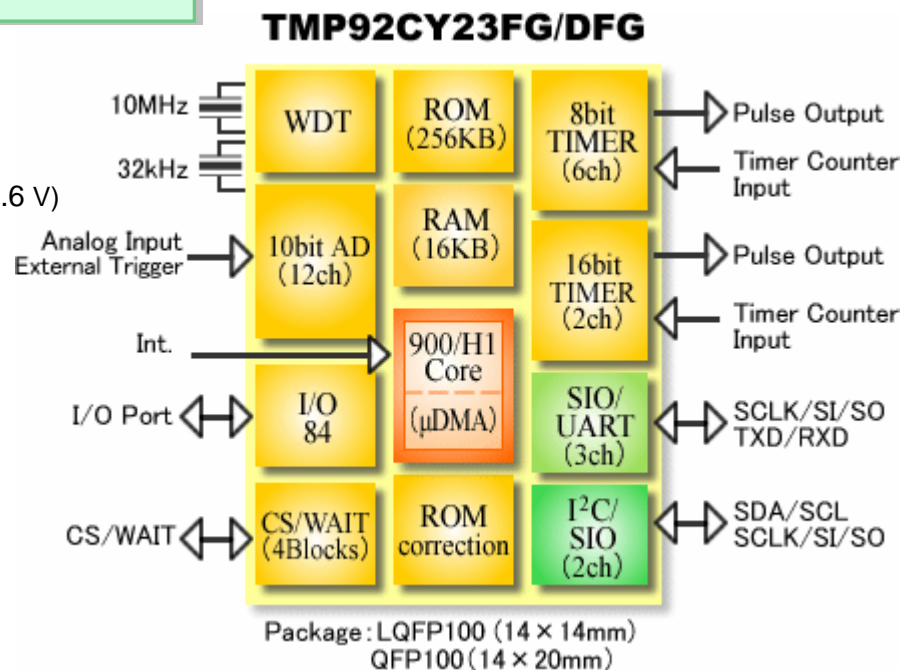 TMP92CY23FG/DFG
10MHz
32kHz
.6 V)
Analog Input
External Trigger
Int.
I/O Port
CS/WAIT
WDT
10bit AD
(12ch)
I/O
84
CS/WAIT
(4Blocks)
ROM
(256KB)
RAM
(16KB)
900/H1
Core
(μDMA)
ROM
correction
8bit
TIMER
(6ch)
16bit
TIMER
(2ch)
SIO/
UART
(3ch)
I²C/
SIO
(2ch)
Pulse Output
Timer Counter
Input
Pulse Output
Timer Counter
Input
SCLK/SI/SO
TXD/RXD
SDA/SCL
SCLK/SI/SO
Package:LQFP100 (14×14mm)
QFP100(14×20mm)